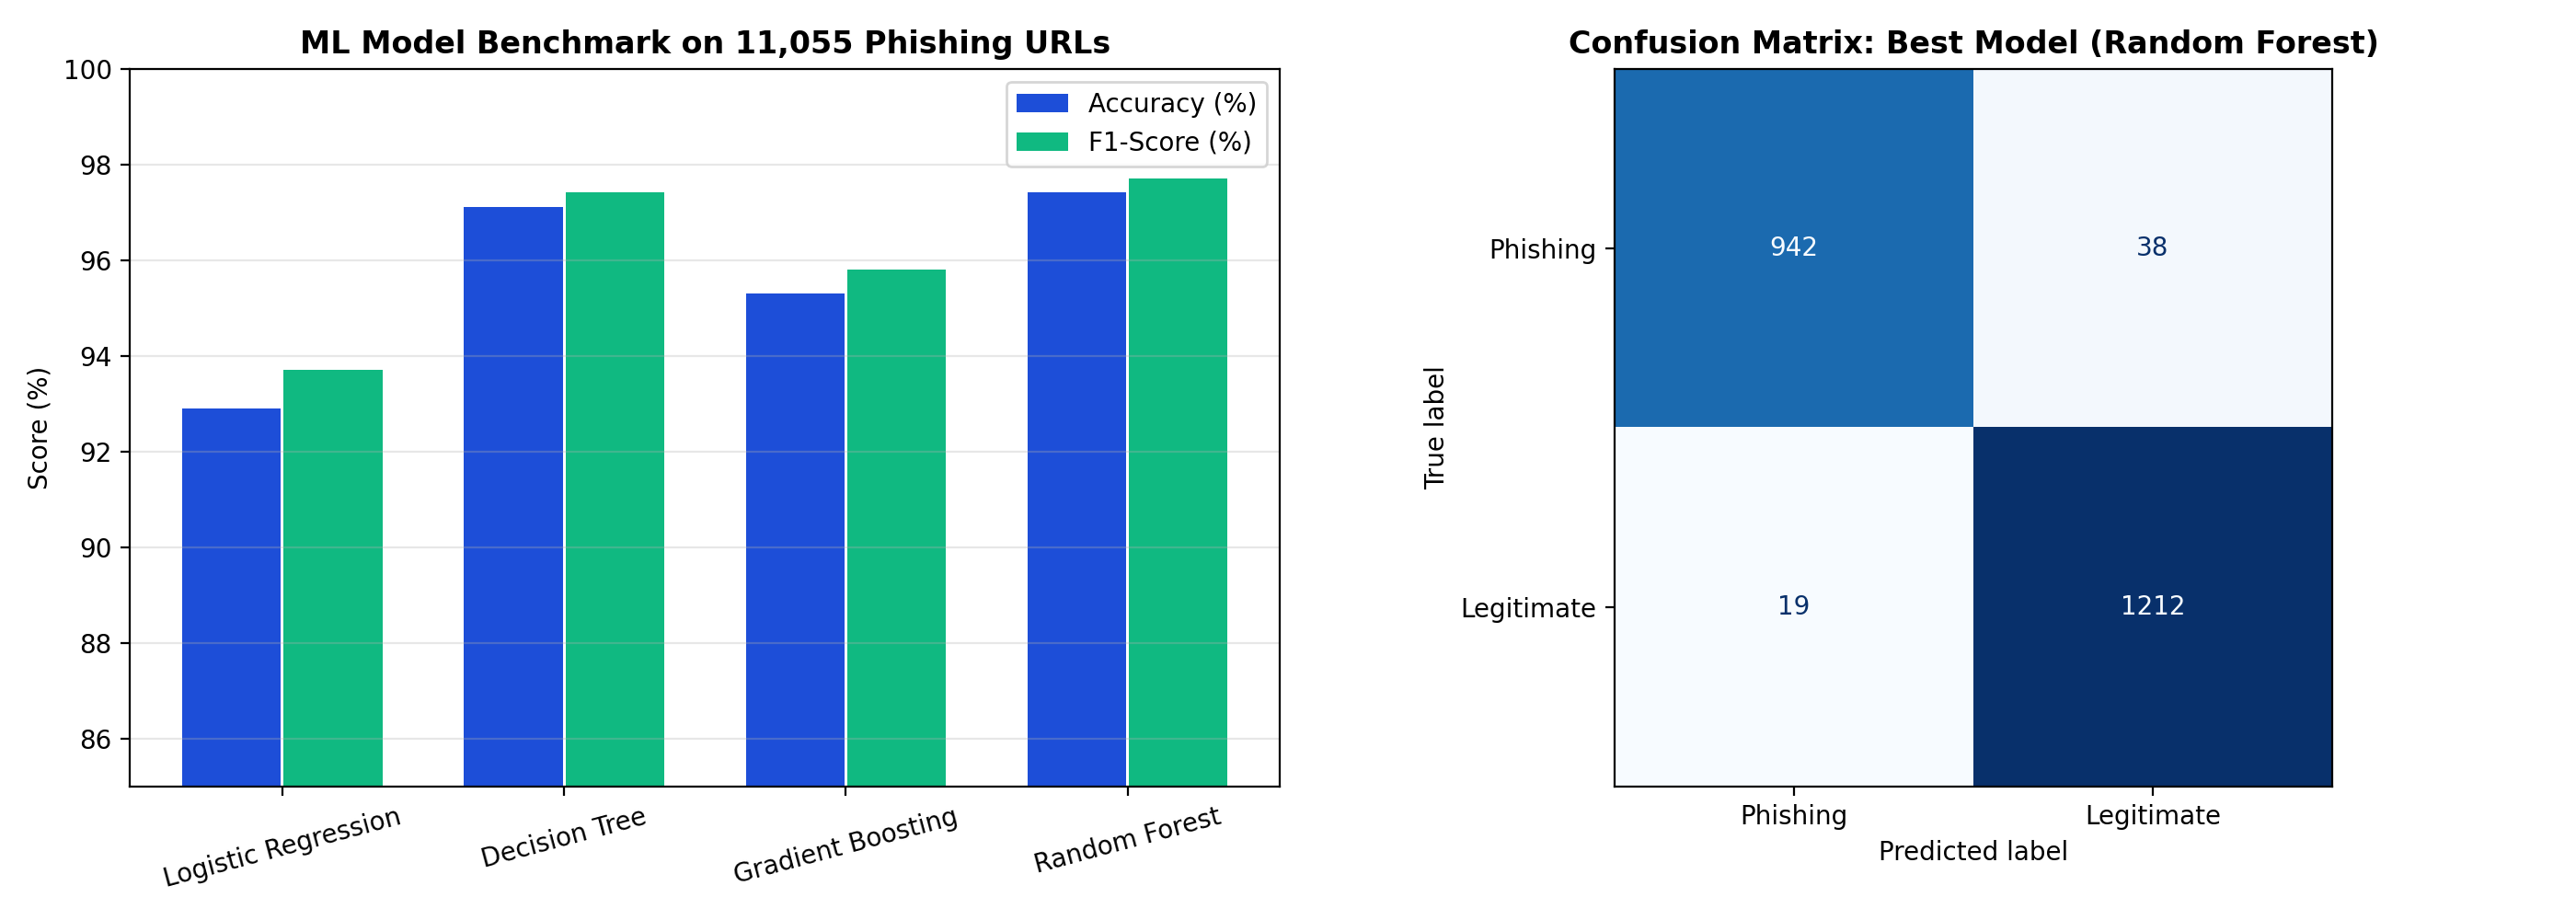 ML Model Benchmark on 11,055 Phishing URLs
Accuracy (%)
F1-Score (%)
Score (%)
100
98
96
94
92
90
88
86
Logistic Regression
Decision Tree
Gradient Boosting
Random Forest
Confusion Matrix: Best Model (Random Forest)
True label
Phishing
942
38
Legitimate
19
1212
Phishing
Legitimate
Predicted label